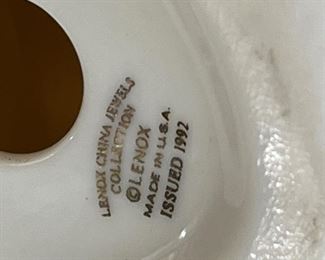 LENOX CHINA JEWELS
COLLECTION
©LENOX
MADE IN U.S.A.
ISSUED 1992